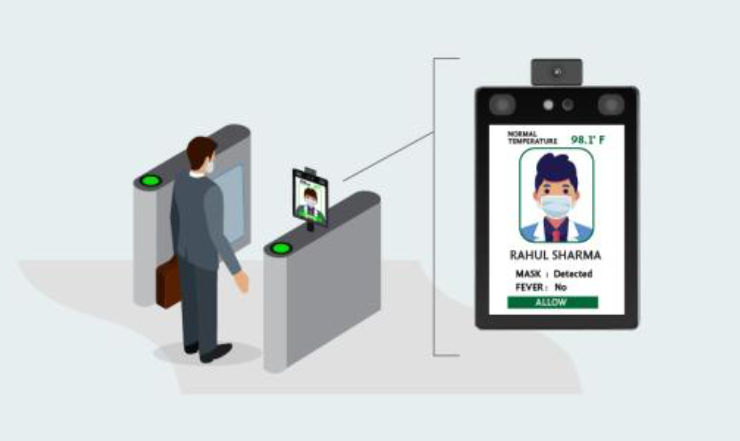 NORMAL
TEMPERATURE 98.1° F
RAHUL SHARMA
MASK : Detected
FEVER : No
ALLOW